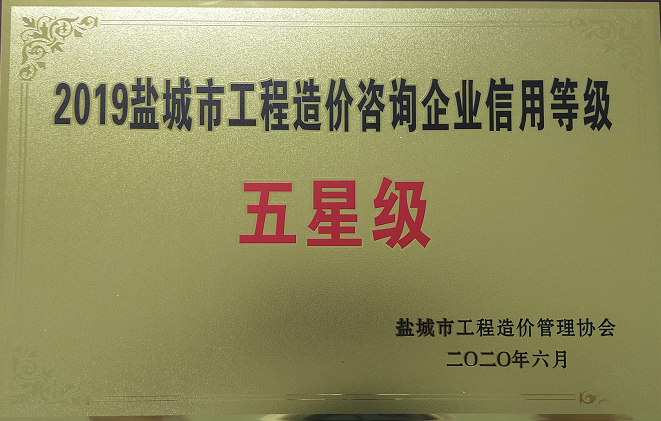 2019盐城市工程造价咨询企业信用等级
五星级
盐城市工程造价管理协会
二〇二〇年六月